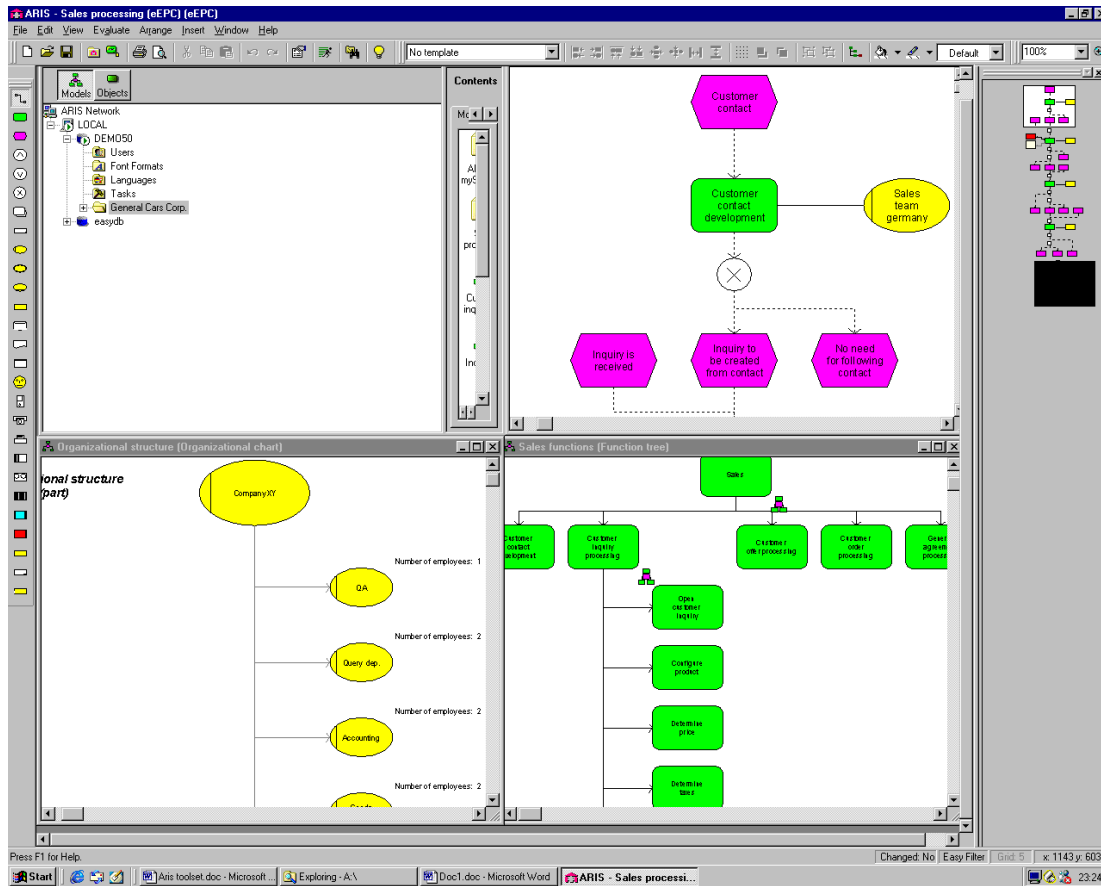 ARIS - Sales processing (eEPC) (eEPC)
File Edit View Evaluate Arrange Insert Window Help
No template
Default
100%
Models
Objects
ARIS Network
LOCAL
DEMO50
Users
Font Formats
Languages
Tasks
General Cars Corp.
easydb
Contents
Customer
contact
Customer
contact
development
Sales
team
germany
Inquiry is
received
Inquiry to
be created
from contact
No need
for following
contact
Organizational structure (Organizational chart)
ional structure
(part)
CompanyXY
Number of employees: 1
QA
Number of employees: 2
Query dep.
Number of employees: 2
Accounting
Number of employees: 2
Sales functions (Function tree)
Sales
Customer
contact
elopment
Customer
inquiry
processing
Customer
offer processing
Customer
order
processing
Gener
agreem
process
Open
customer
inquiry
Configure
product
Determine
price
Determine
taxes
Press F1 for Help.
Changed: No
Easy Filter
Grid: 5
x: 1143 y: 603
Start
Aris toolset.doc - Microsoft ...
Exploring - A:\
Doc1.doc - Microsoft Word
ARIS - Sales processi...
23:24